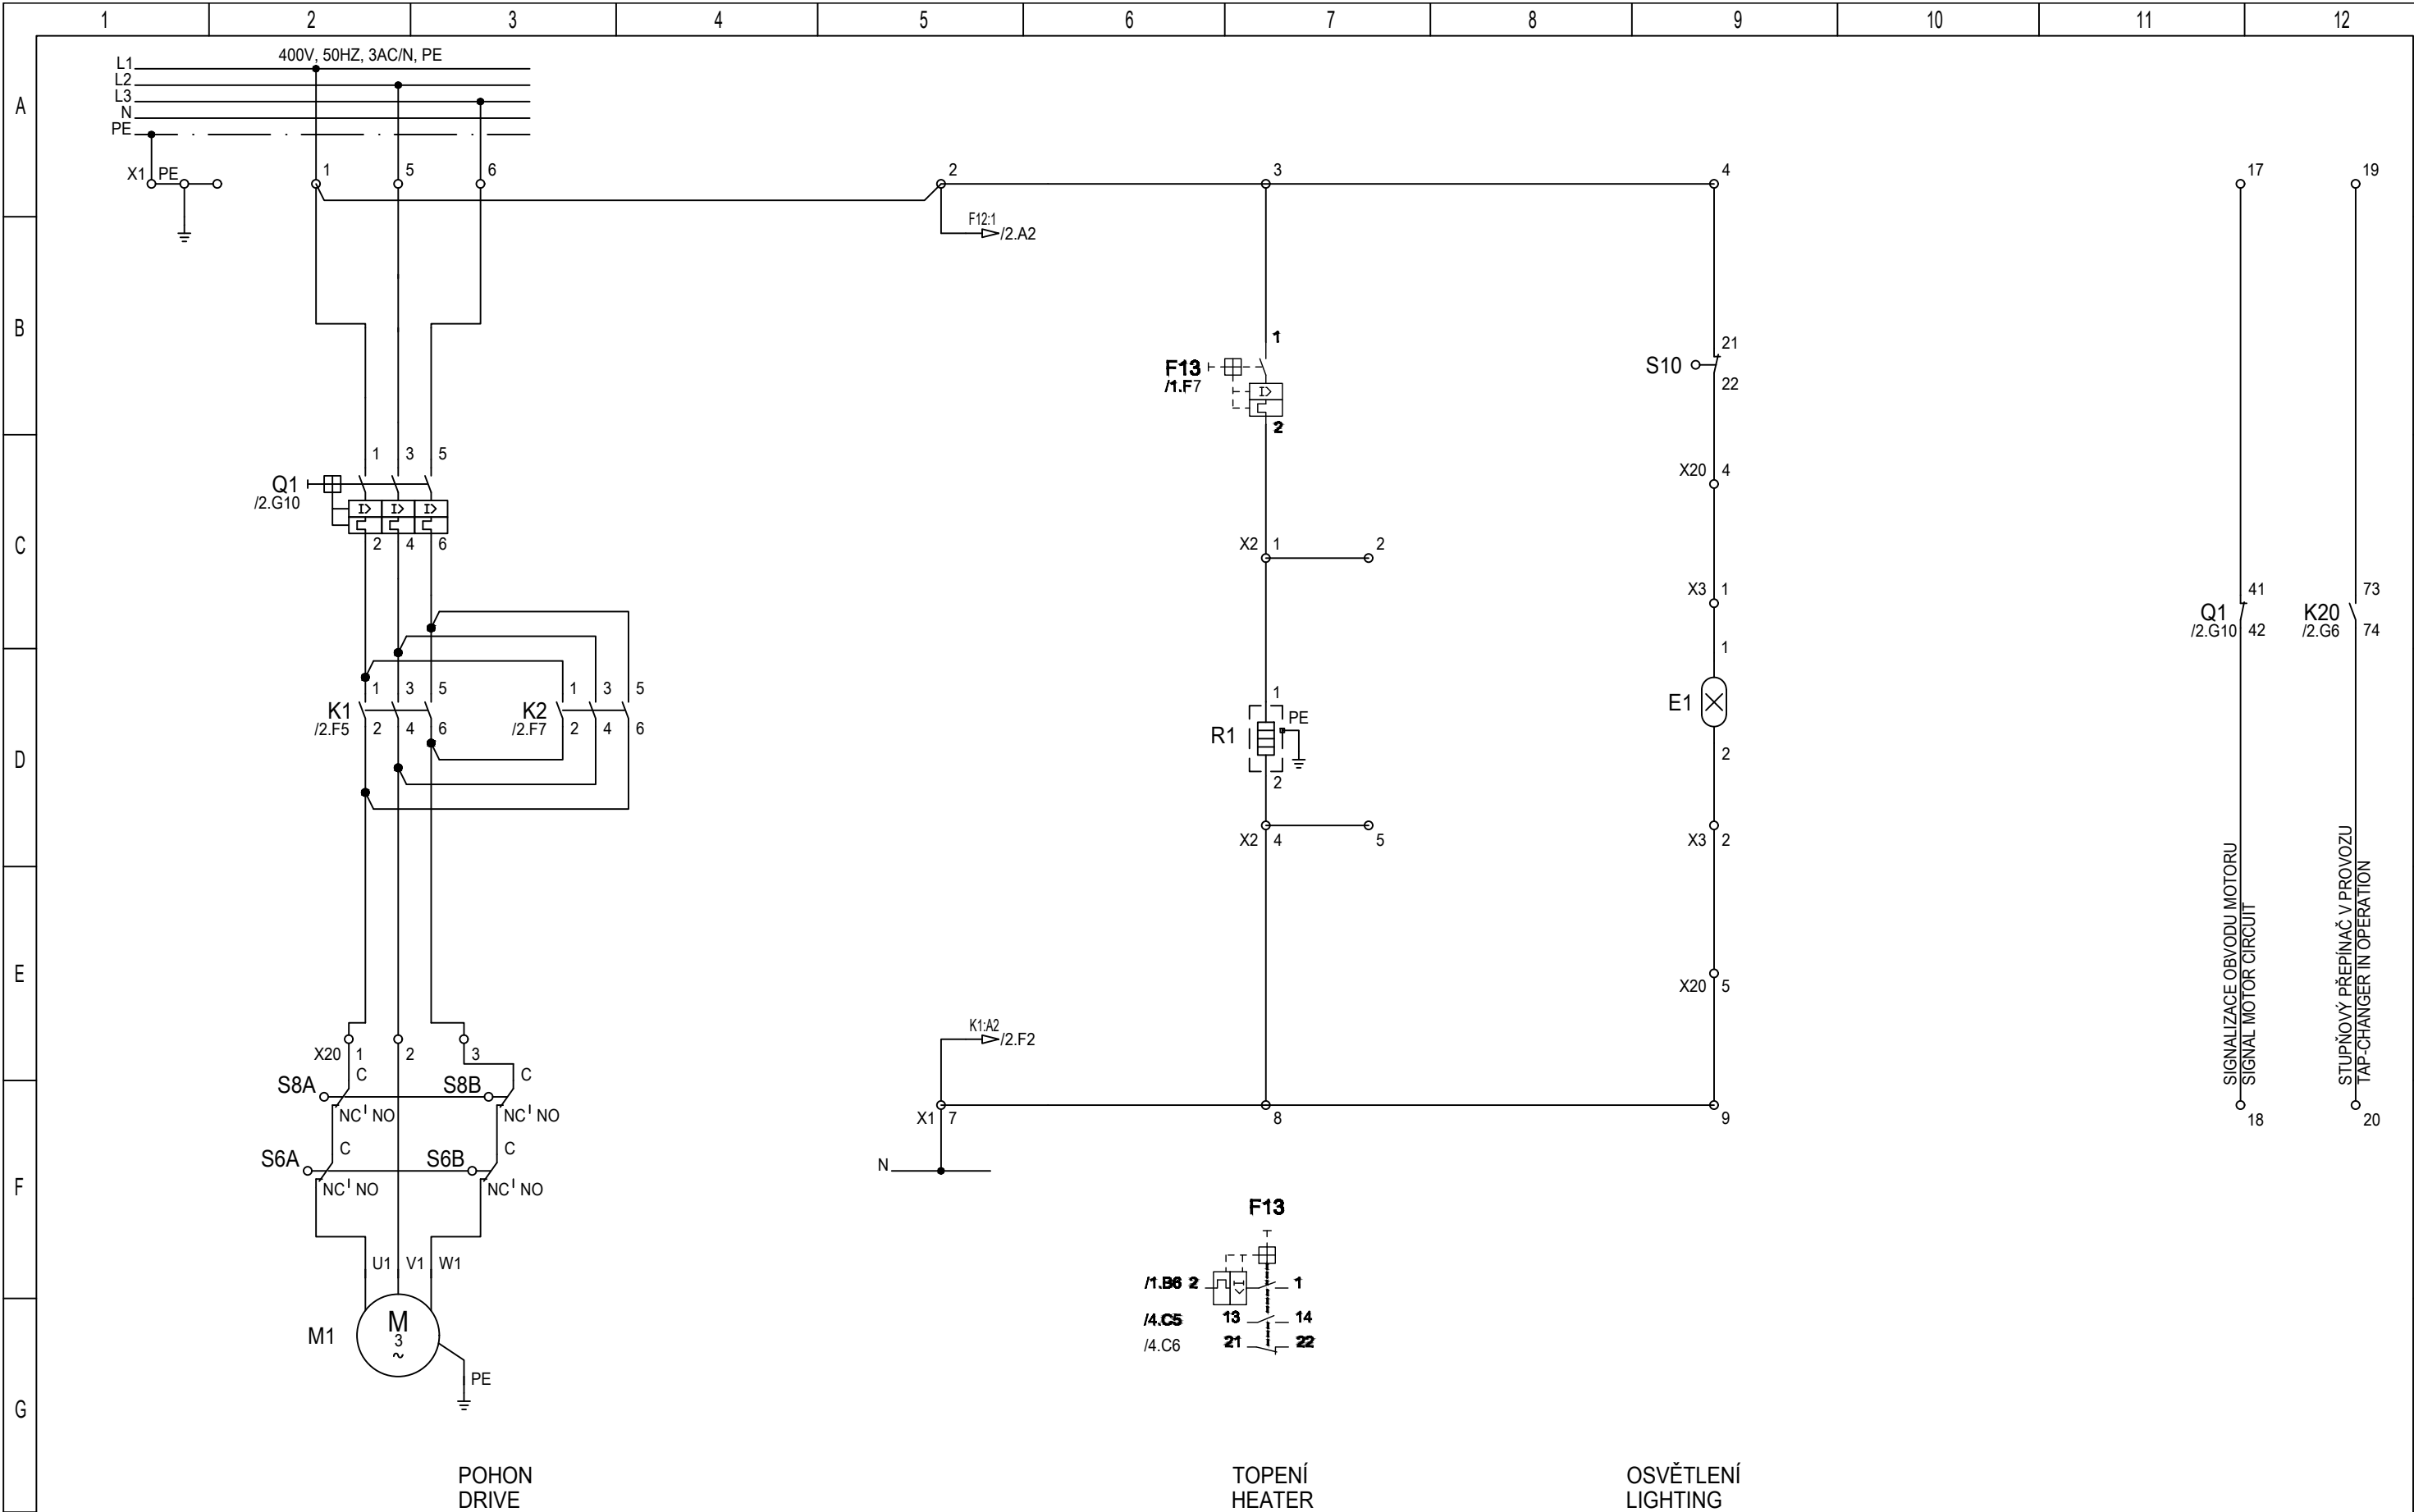 1 2 3 4 5 6 7 8 9 10 11 12
A
400V, 50HZ, 3AC/N, PE
L1
L2
L3
N
PE
X1 PE 1 5 6 2 3 4 17 19
F12:1
/2.A2
B
1
F13
/1.F7
I>
2
21
S10
22
1 3 5
Q1
/2.G10
I> I> I>
2 4 6
X20 4
C
X2 1 2
X3 1
41
Q1
/2.G10 42
73
K20
/2.G6 74
1
1 3 5 1 3 5
K1
/2.F5 2 4 6
K2
/2.F7 2 4 6
1
PE
R1
2
E1
2
D
X2 4 5
X3 2
SIGNALIZACE OBVODU MOTORU
SIGNAL MOTOR CIRCUIT
STUPŇOVÝ PŘEPÍNAČ V PROVOZU
TAP-CHANGER IN OPERATION
E
X20 5
K1:A2
/2.F2
X20 1 2 3
C C
S8A S8B
NC NO NC NO
X1 7 8 9 18 20
C C
S6A S6B
NC NO NC NO
N
F
F13
U1 V1 W1
/1.B6 2 I> 1
/4.C5 13 14
/4.C6 21 22
M1
M
3
~
PE
G
POHON
DRIVE
TOPENÍ
HEATER
OSVĚTLENÍ
LIGHTING